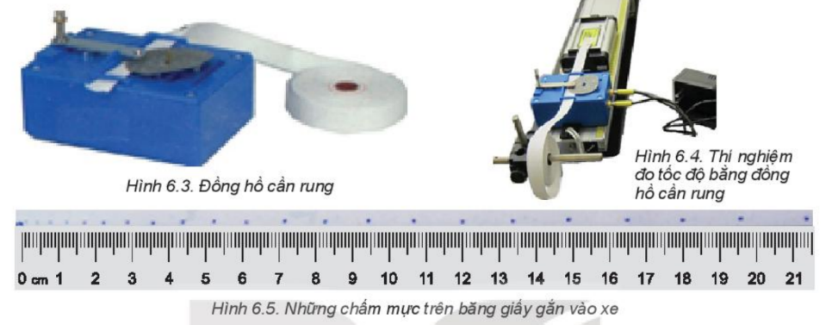 Hình 6.3. Đồng hồ cần rung
Hình 6.4. Thí nghiệm
đo tốc độ bằng đồng
hồ cần rung
0 cm 1 2 3 4 5 6 7 8 9 10 11 12 13 14 15 16 17 18 19 20 21
Hình 6.5. Những chấm mực trên băng giấy gắn vào xe